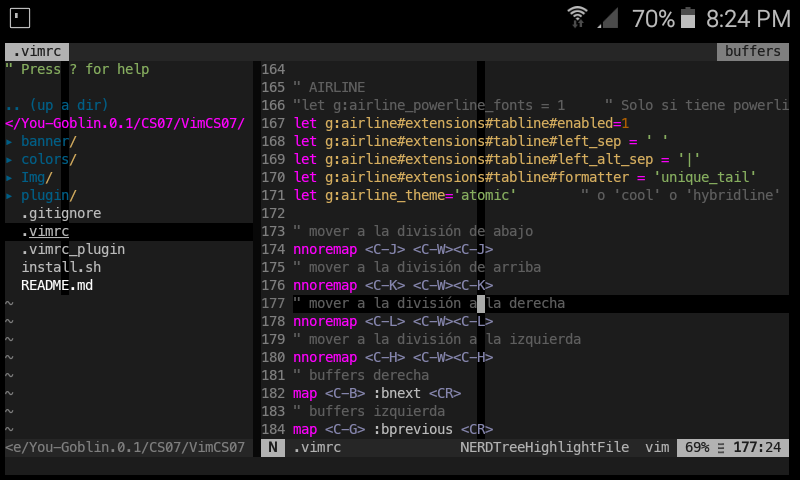 70% 8:24 PM
.vimrc buffers
" Press ? for help
.. (up a dir)
</You-Goblin.0.1/CS07/VimCS07/
▸ banner/
▸ colors/
▸ Img/
▸ plugin/
.gitignore
.vimrc
.vimrc_plugin
install.sh
README.md
~
~
~
~
~
~
~
~
<e/You-Goblin.0.1/CS07/VimCS07
164
165 " AIRLINE
166 "let g:airline_powerline_fonts = 1     " Solo si tiene powerli
167 let g:airline#extensions#tabline#enabled=1
168 let g:airline#extensions#tabline#left_sep = ' '
169 let g:airline#extensions#tabline#left_alt_sep = '|'
170 let g:airline#extensions#tabline#formatter = 'unique_tail'
171 let g:airline_theme='atomic'        " o 'cool' o 'hybridline'
172
173 " mover a la división de abajo
174 nnoremap <C-J> <C-W><C-J>
175 " mover a la división de arriba
176 nnoremap <C-K> <C-W><C-K>
177 " mover a la división a la derecha
178 nnoremap <C-L> <C-W><C-L>
179 " mover a la división a la izquierda
180 nnoremap <C-H> <C-W><C-H>
181 " buffers derecha
182 map <C-B> :bnext <CR>
183 " buffers izquierda
184 map <C-G> :bprevious <CR>
N .vimrc NERDTreeHighlightFile vim 69% ☰ 177:24